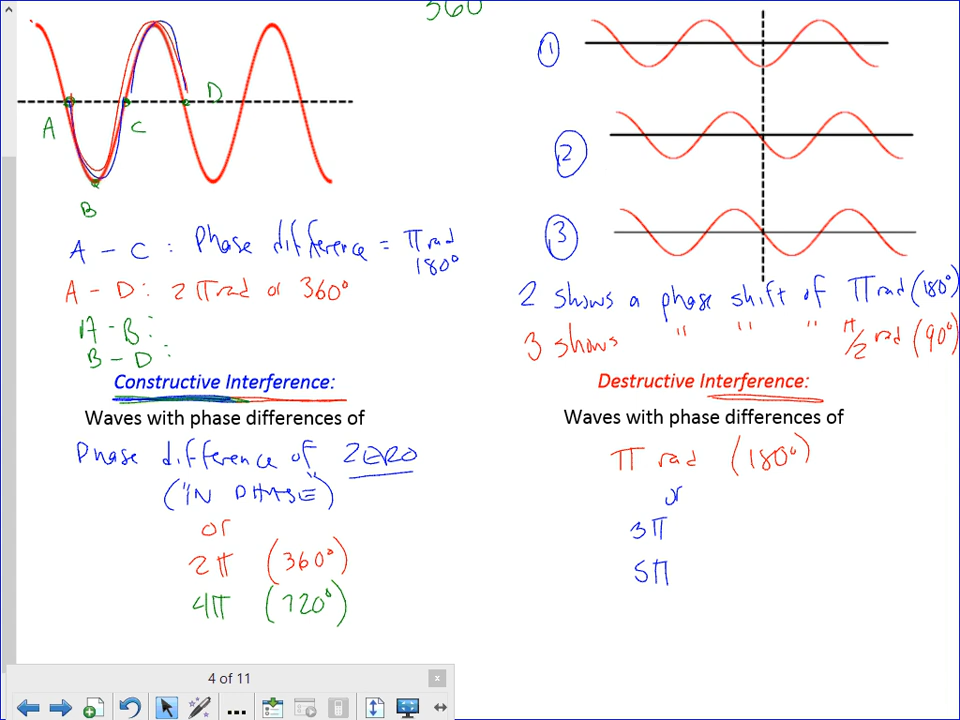 360
A
B
C
D
A - C : Phase difference = π rad
180°
A - D : 2π rad or 360°
A - B :
B - D :
Constructive Interference:
Waves with phase differences of
Phase difference of ZERO
("IN PHASE")
or
2π (360°)
4π (720°)
1
2
3
2 shows a phase shift of π rad (180°)
3 shows " " " π/2 rad (90°)
Destructive Interference:
Waves with phase differences of
π rad (180°)
or
3π
5π
4 of 11